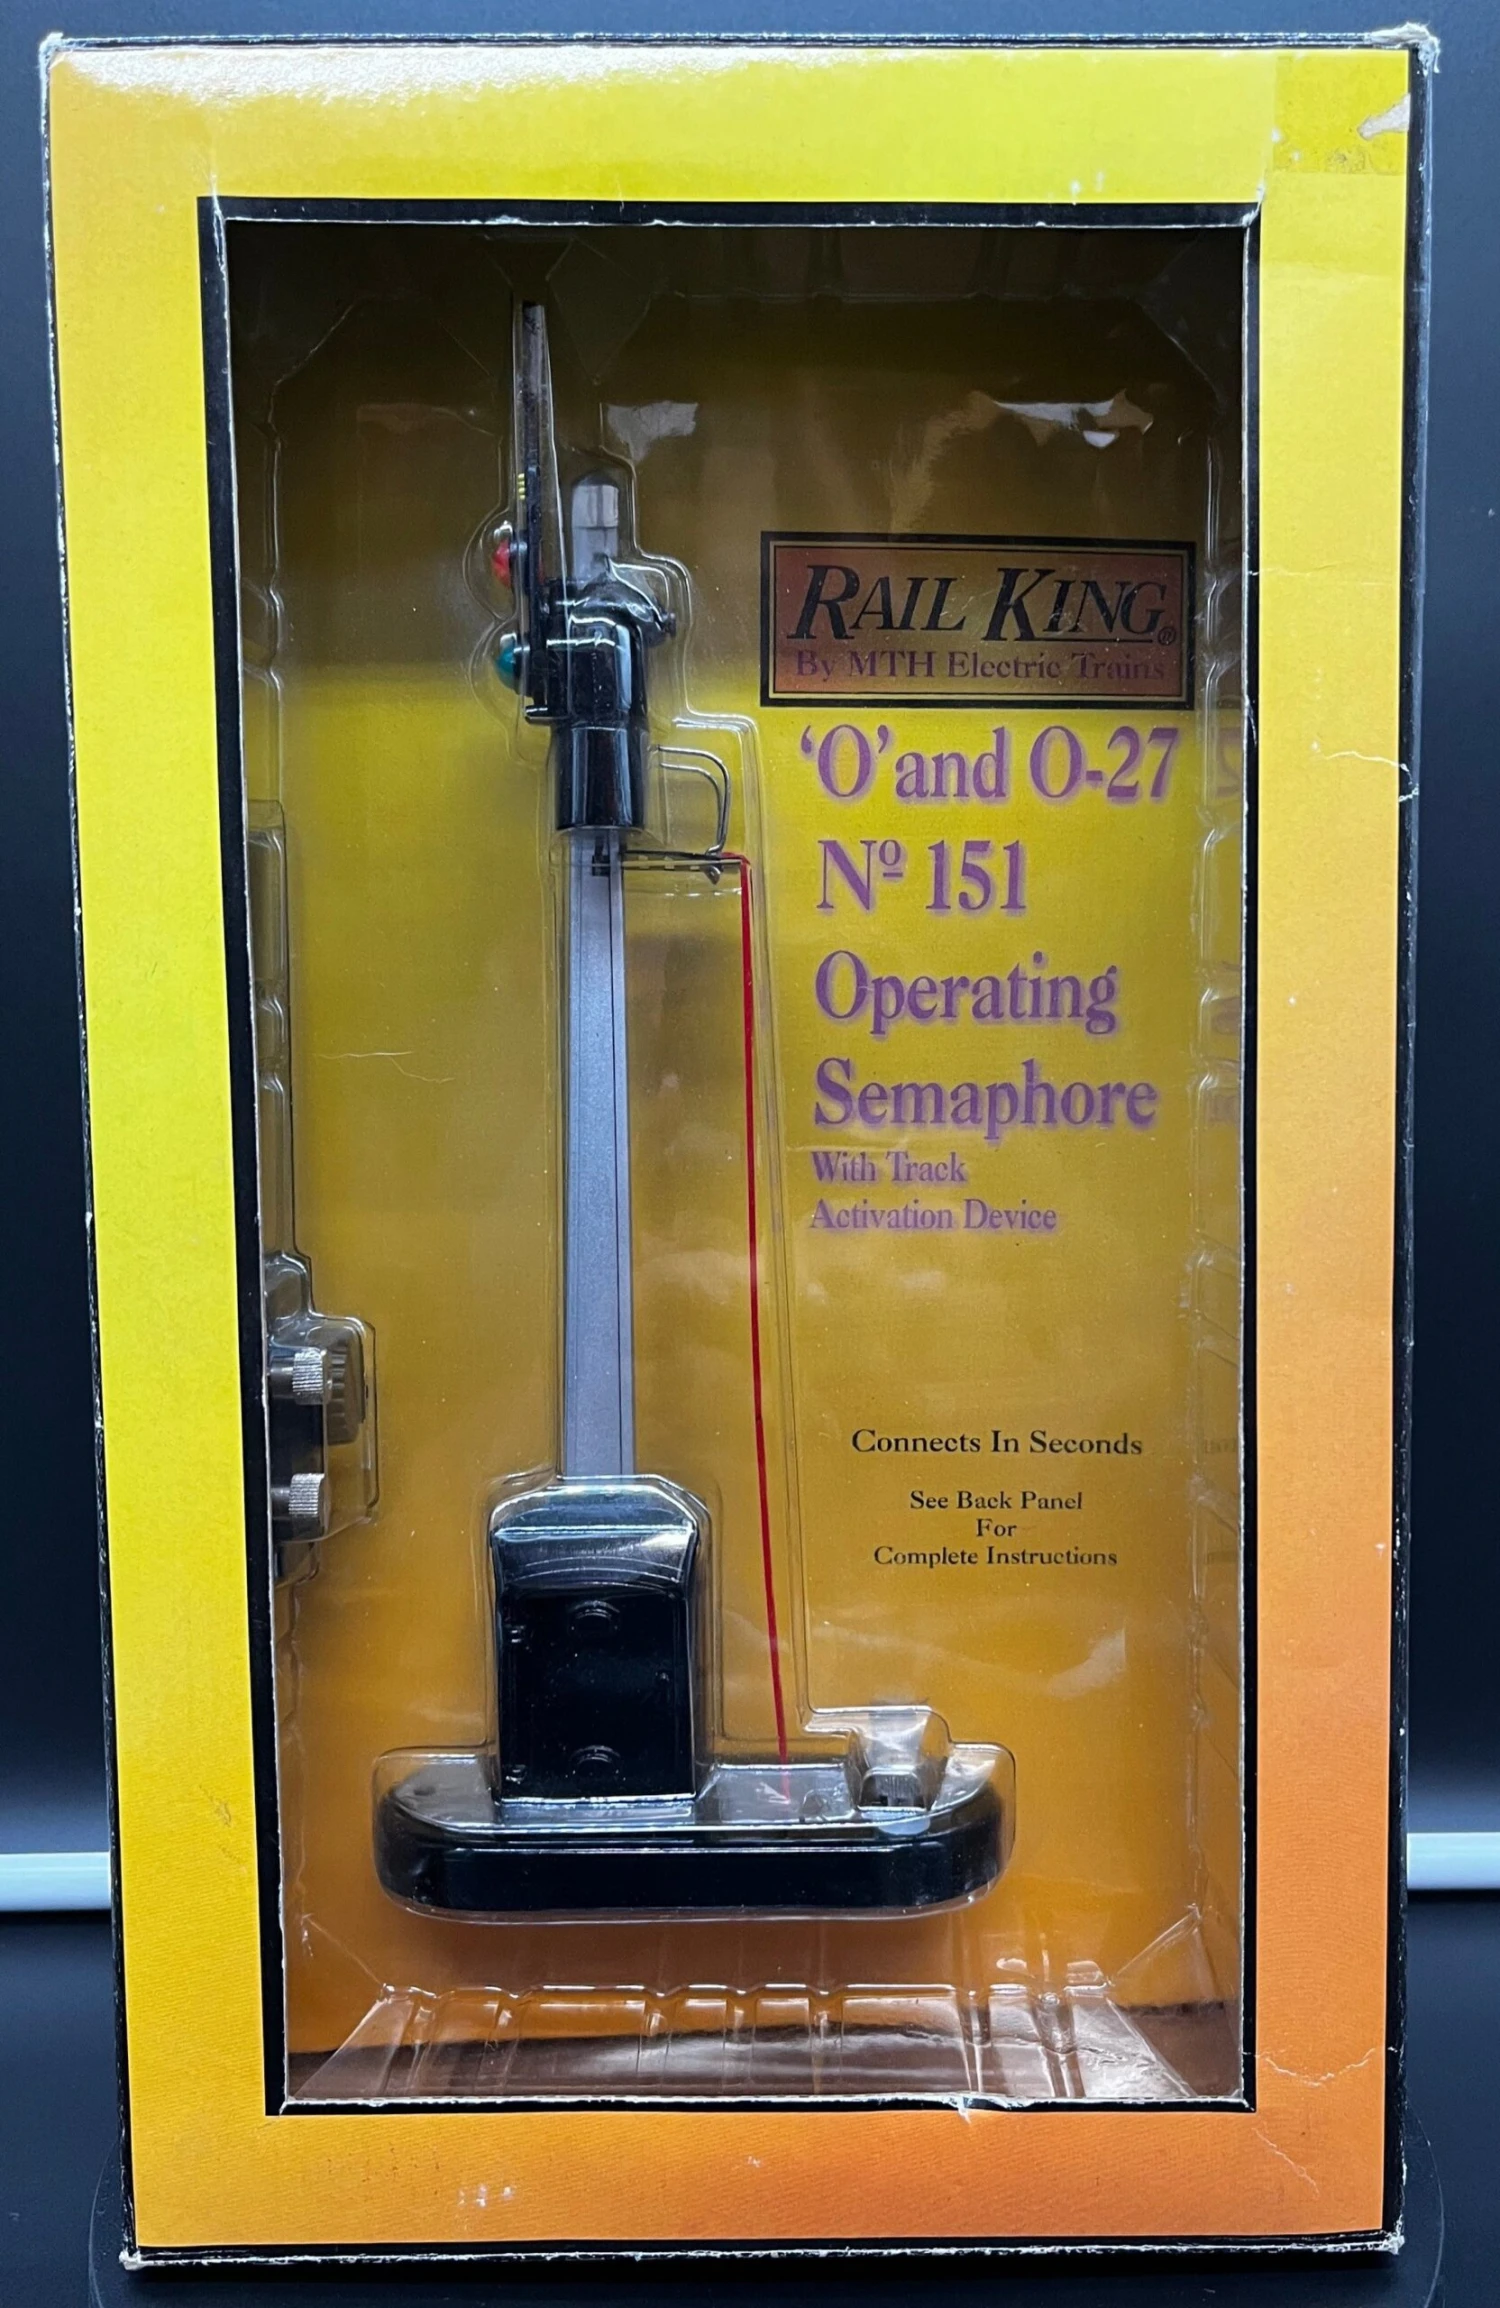 RAIL KING®
By MTH Electric Trains
‘O’ and O-27
Nº 151
Operating
Semaphore
With Track
Activation Device
Connects In Seconds
See Back Panel
For
Complete Instructions